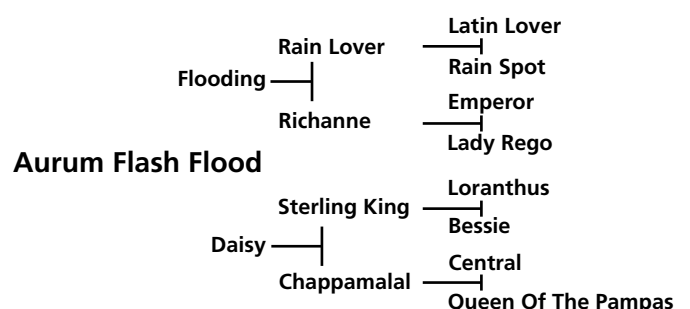 Latin Lover
Rain Lover
Rain Spot
Flooding
Emperor
Richanne
Lady Rego
Aurum Flash Flood
Loranthus
Sterling King
Bessie
Daisy
Central
Chappamalal
Queen Of The Pampas